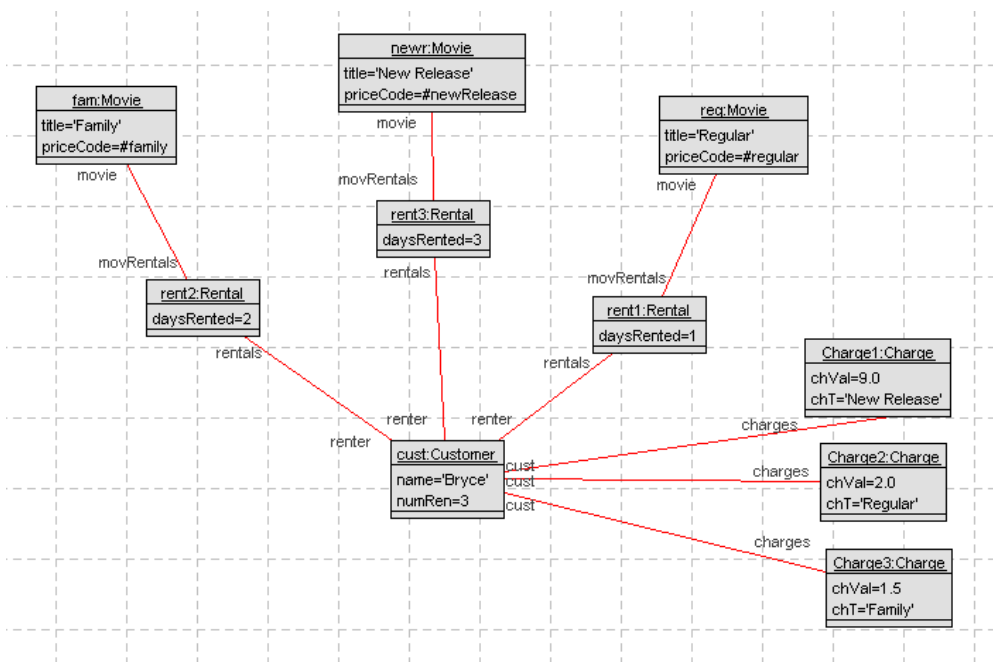 newr:Movie
title='New Release'
priceCode=#newRelease
movie
fam:Movie
title='Family'
priceCode=#family
movie
req:Movie
title='Regular'
priceCode=#regular
movie
movRentals
rent3:Rental
daysRented=3
rentals
movRentals
rent2:Rental
daysRented=2
rentals
movRentals
rent1:Rental
daysRented=1
rentals
renter
renter
renter
cust:Customer
name='Bryce'
numRen=3
cust
cust
cust
Charge1:Charge
chVal=9.0
chT='New Release'
charges
Charge2:Charge
chVal=2.0
chT='Regular'
charges
Charge3:Charge
chVal=1.5
chT='Family'
charges